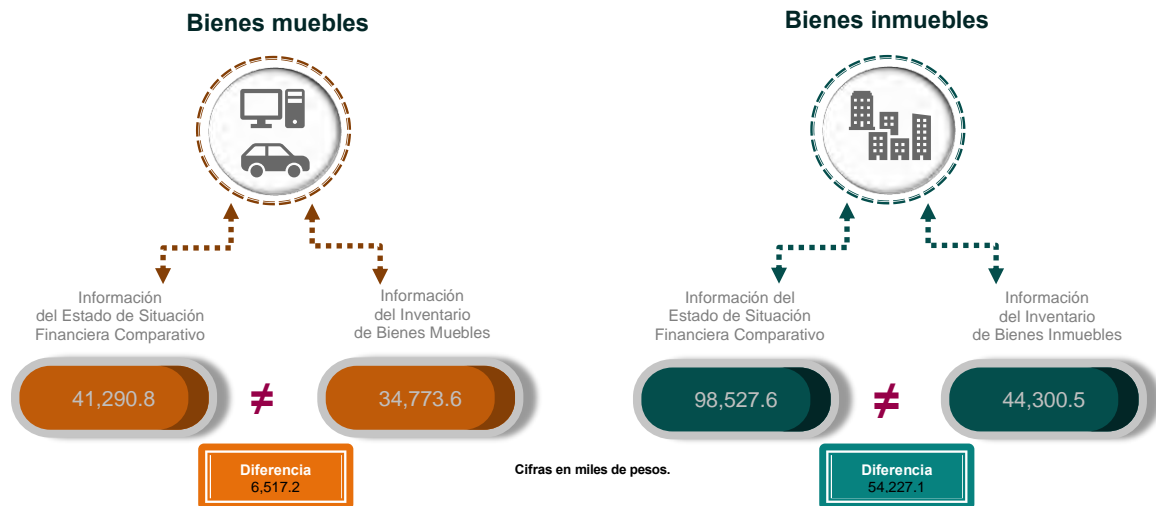 Bienes muebles
Información
del Estado de Situación
Financiera Comparativo
Información
del Inventario
de Bienes Muebles
41,290.8
≠
34,773.6
Diferencia
6,517.2
Cifras en miles de pesos.
Bienes inmuebles
Información del
Estado de Situación
Financiera Comparativo
Información
del Inventario
de Bienes Inmuebles
98,527.6
≠
44,300.5
Diferencia
54,227.1